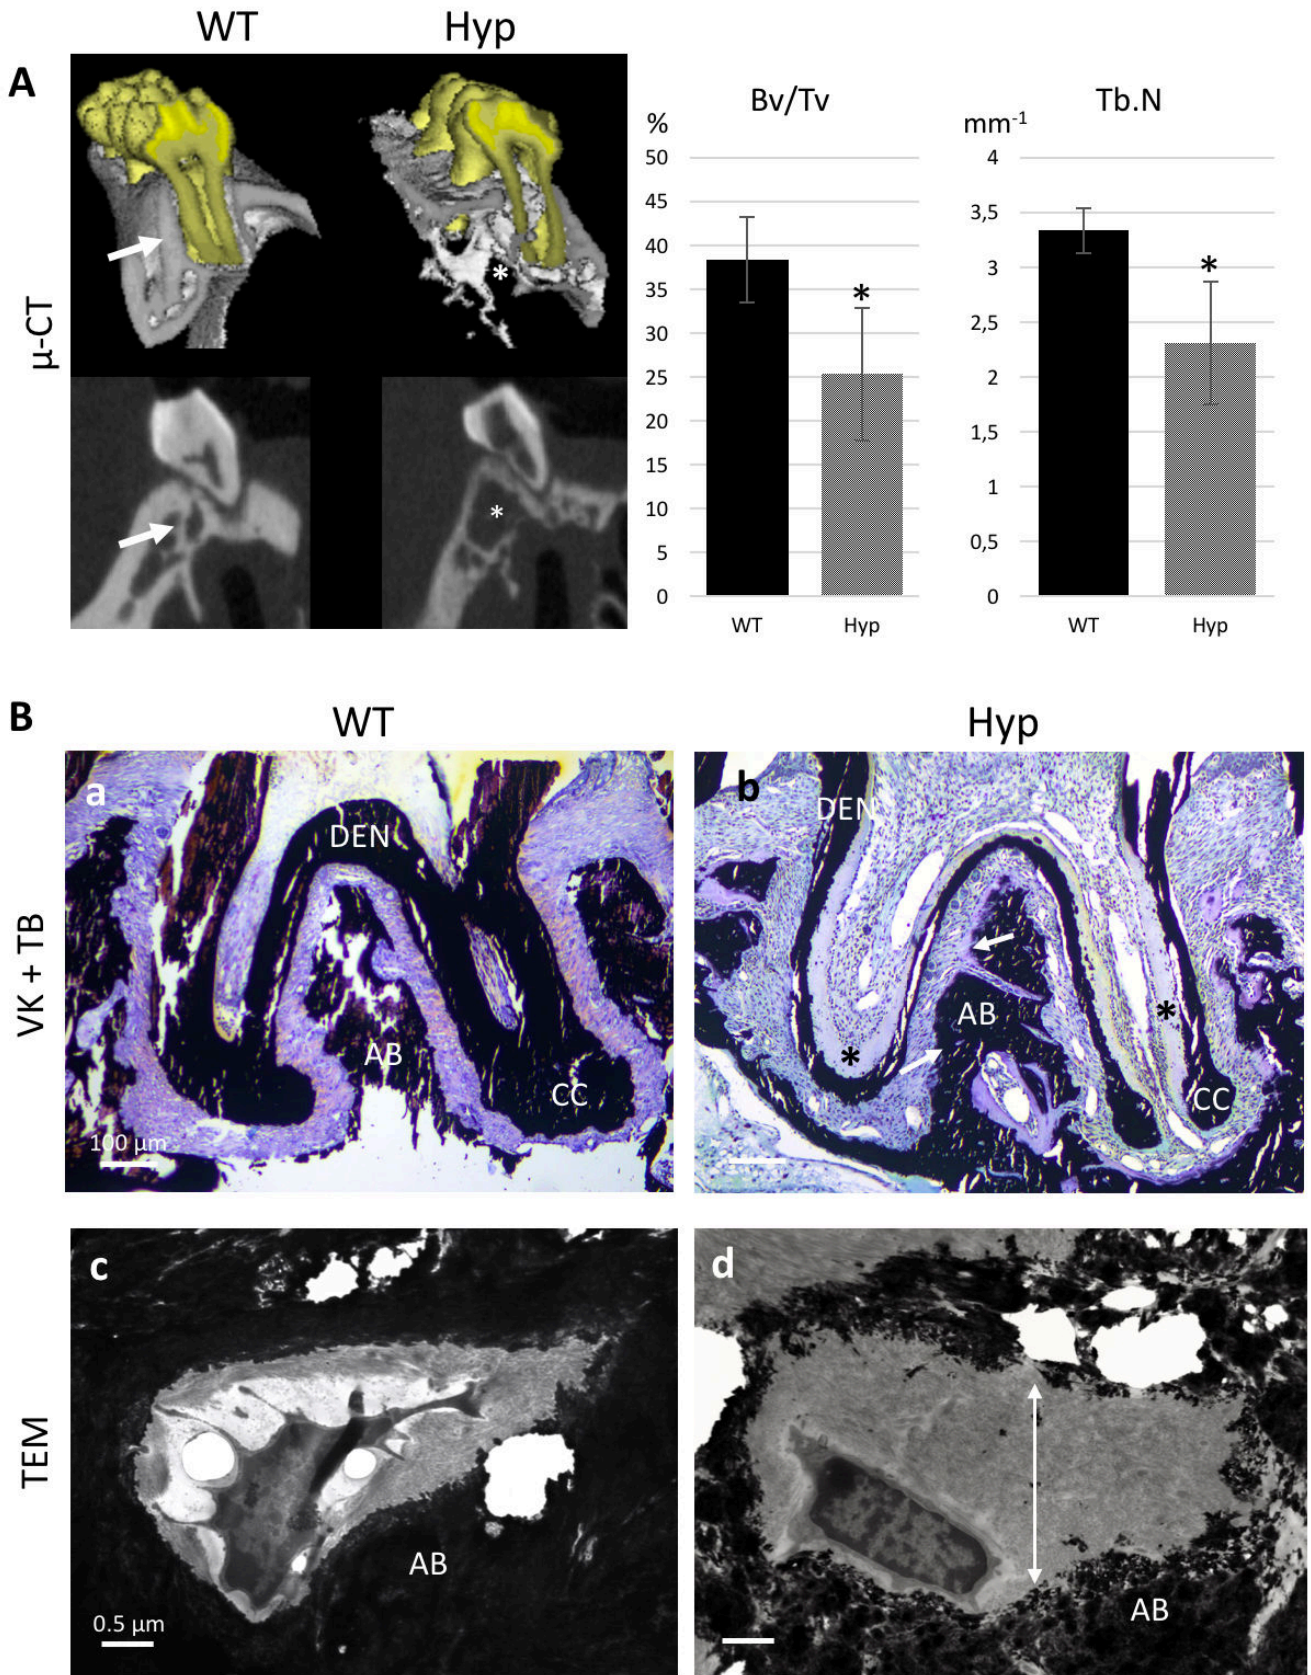 WT Hyp
A
µ-CT
*
*
Bv/Tv
%
50
45
40
35
30
25
20
15
10
5
0
*
WT Hyp
Tb.N
mm-1
4
3,5
3
2,5
2
1,5
1
0,5
0
*
WT Hyp
B
WT Hyp
VK + TB
a
DEN
AB
CC
100 µm
b
DEN
AB
*
*
CC
TEM
c
AB
0.5 µm
d
AB